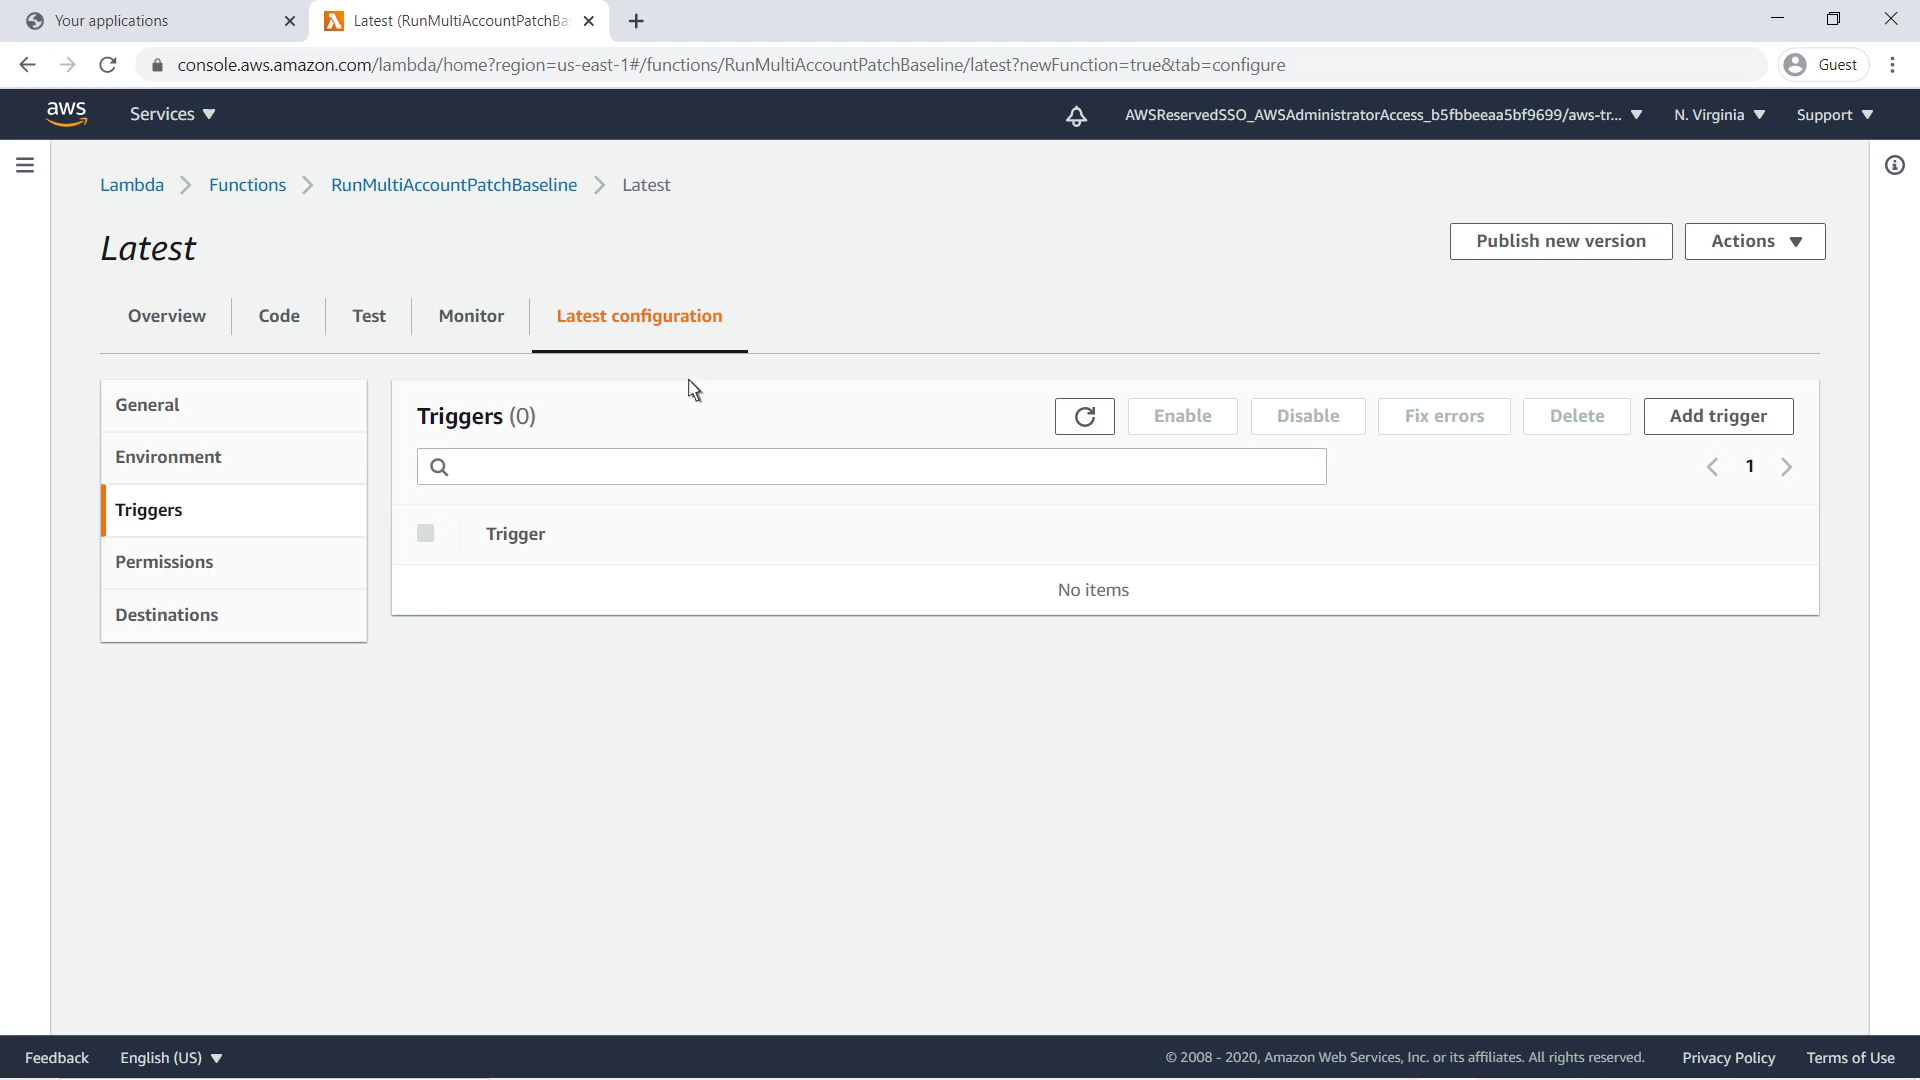 Your applications
Latest (RunMultiAccountPatchBa
console.aws.amazon.com/lambda/home?region=us-east-1#/functions/RunMultiAccountPatchBaseline/latest?newFunction=true&tab=configure
Guest
aws
Services
AWSReservedSSO_AWSAdministratorAccess_b5fbbeeaa5bf9699/aws-tr...
N. Virginia
Support
Lambda
Functions
RunMultiAccountPatchBaseline
Latest
Latest
Publish new version
Actions
Overview
Code
Test
Monitor
Latest configuration
General
Environment
Triggers
Permissions
Destinations
Triggers (0)
Enable
Disable
Fix errors
Delete
Add trigger
1
Trigger
No items
Feedback
English (US)
© 2008 - 2020, Amazon Web Services, Inc. or its affiliates. All rights reserved.
Privacy Policy
Terms of Use